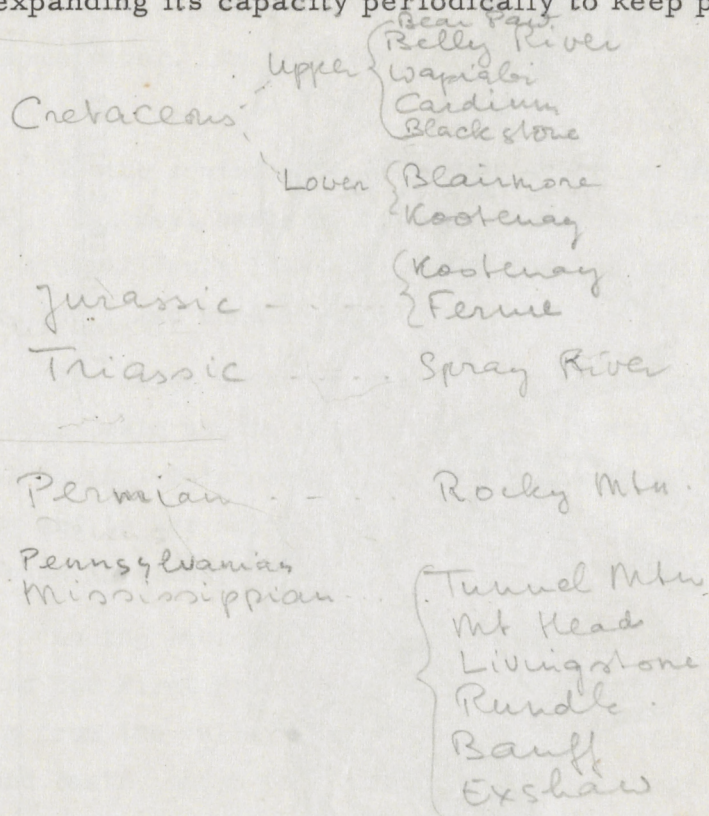 expanding its capacity periodically to keep p
Bear Paw
Belly River
Upper
Wapiabi
Cretaceous
Cardium
Blackstone
Lower
Blairmore
Kootenay
Kootenay
Jurassic
Fernie
Triassic Spray River
Permian Rocky Mtn.
Pennsylvanian
Mississippian
Tunnel Mtn
Mt Head
Livingstone
Rundle
Banff
Exshaw